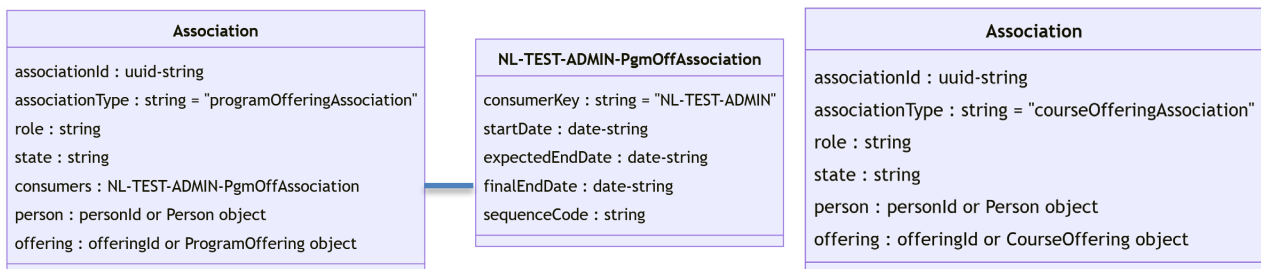 Association
associationId : uuid-string
associationType : string = "programOfferingAssociation"
role : string
state : string
consumers : NL-TEST-ADMIN-PgmOffAssociation
person : personId or Person object
offering : offeringId or ProgramOffering object
NL-TEST-ADMIN-PgmOffAssociation
consumerKey : string = "NL-TEST-ADMIN"
startDate : date-string
expectedEndDate : date-string
finalEndDate : date-string
sequenceCode : string
Association
associationId : uuid-string
associationType : string = "courseOfferingAssociation"
role : string
state : string
person : personId or Person object
offering : offeringId or CourseOffering object